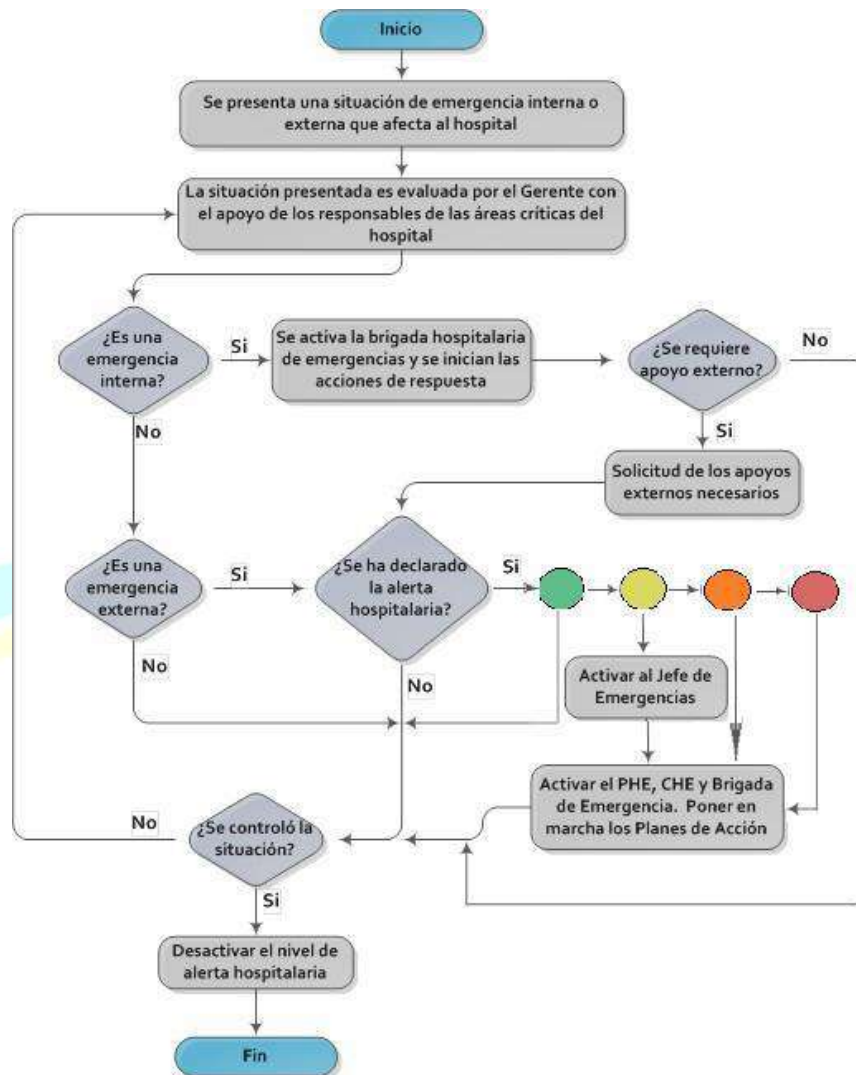 Inicio
Se presenta una situación de emergencia interna o
externa que afecta al hospital
La situación presentada es evaluada por el Gerente con
el apoyo de los responsables de las áreas críticas del
hospital
¿Es una
emergencia
interna?
Si
Se activa la brigada hospitalaria
de emergencias y se inician las
acciones de respuesta
¿Se requiere
apoyo externo?
No
No
Si
Solicitud de los apoyos
externos necesarios
¿Es una
emergencia
externa?
Si
¿Se ha declarado
la alerta
hospitalaria?
Si
No
No
Activar al Jefe de
Emergencias
Activar el PHE, CHE y Brigada
de Emergencia. Poner en
marcha los Planes de Acción
No
¿Se controló la
situación?
Si
Desactivar el nivel de
alerta hospitalaria
Fin